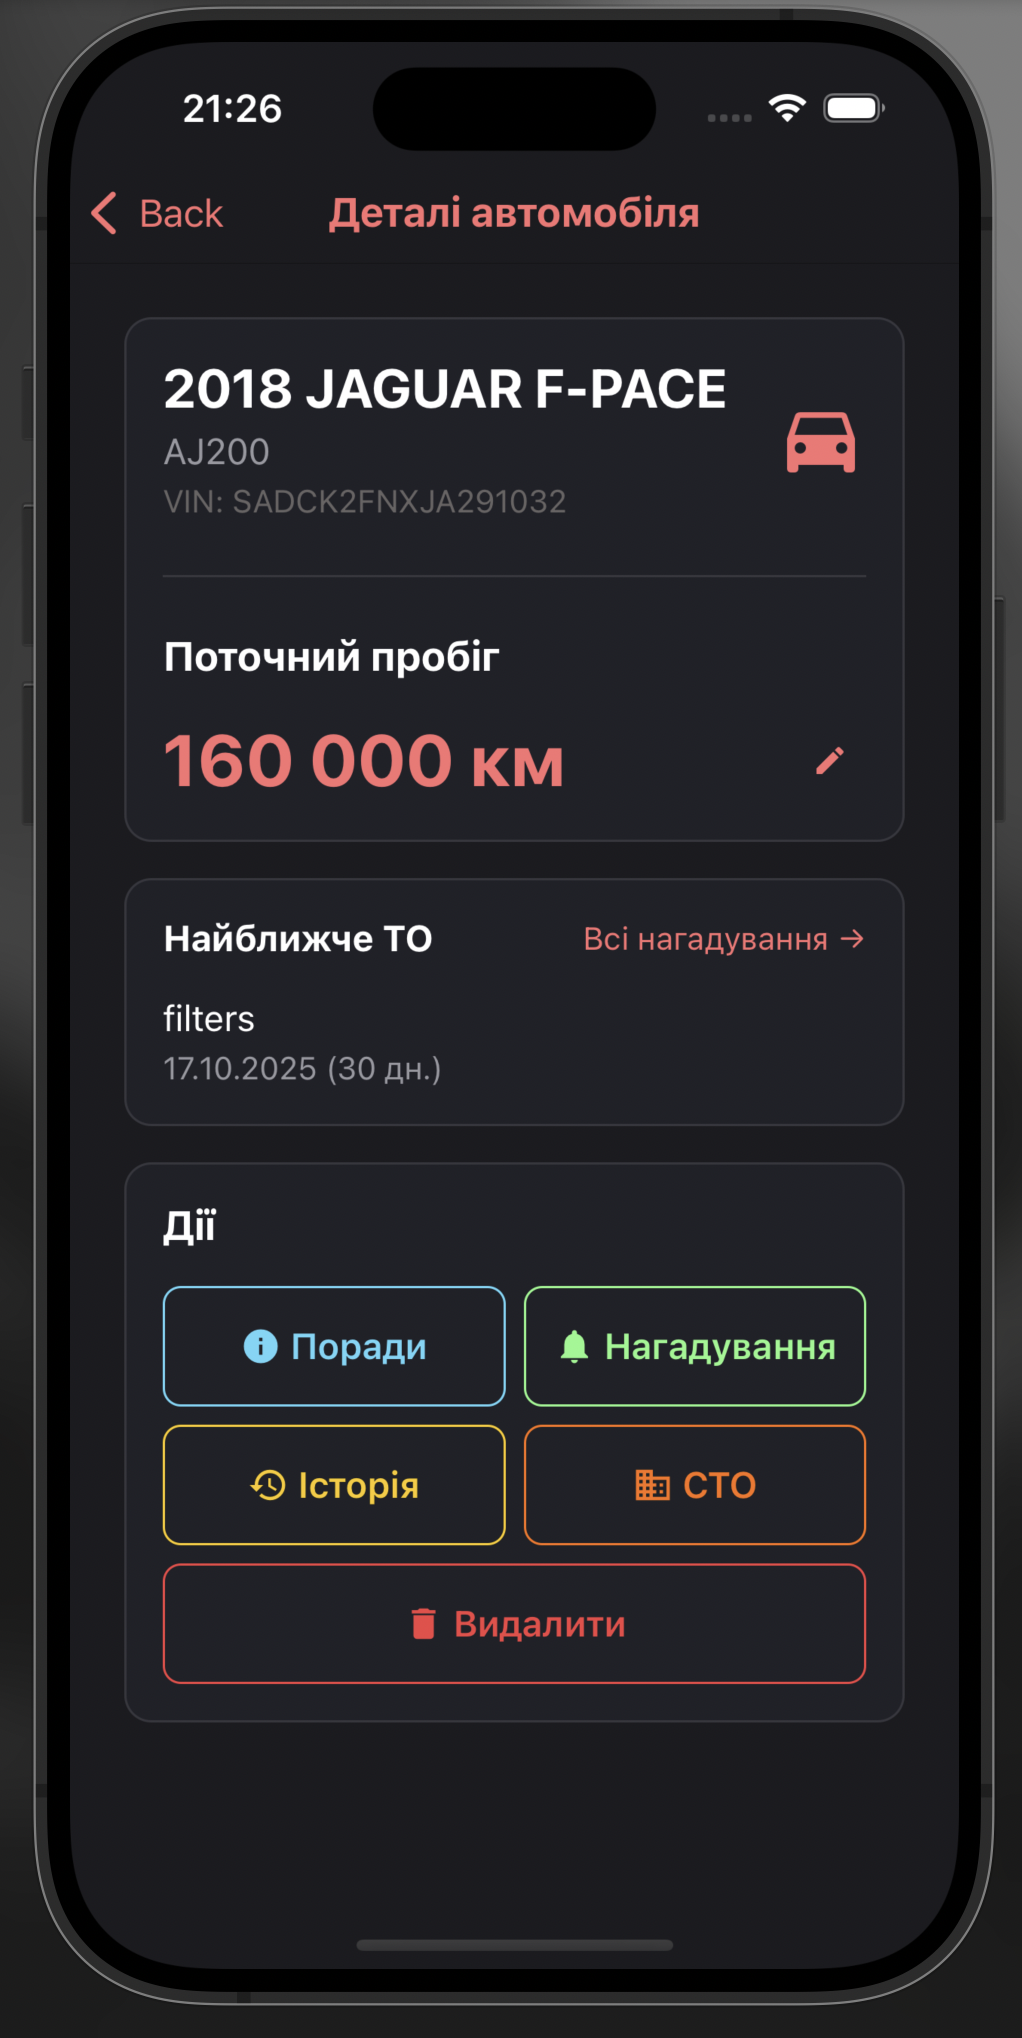 21:26
Back
Деталі автомобіля
2018 JAGUAR F-PACE
AJ200
VIN: SADCK2FNXJA291032
Поточний пробіг
160 000 км
Найближче ТО
Всі нагадування →
filters
17.10.2025 (30 дн.)
Дії
Поради
Нагадування
Історія
СТО
Видалити